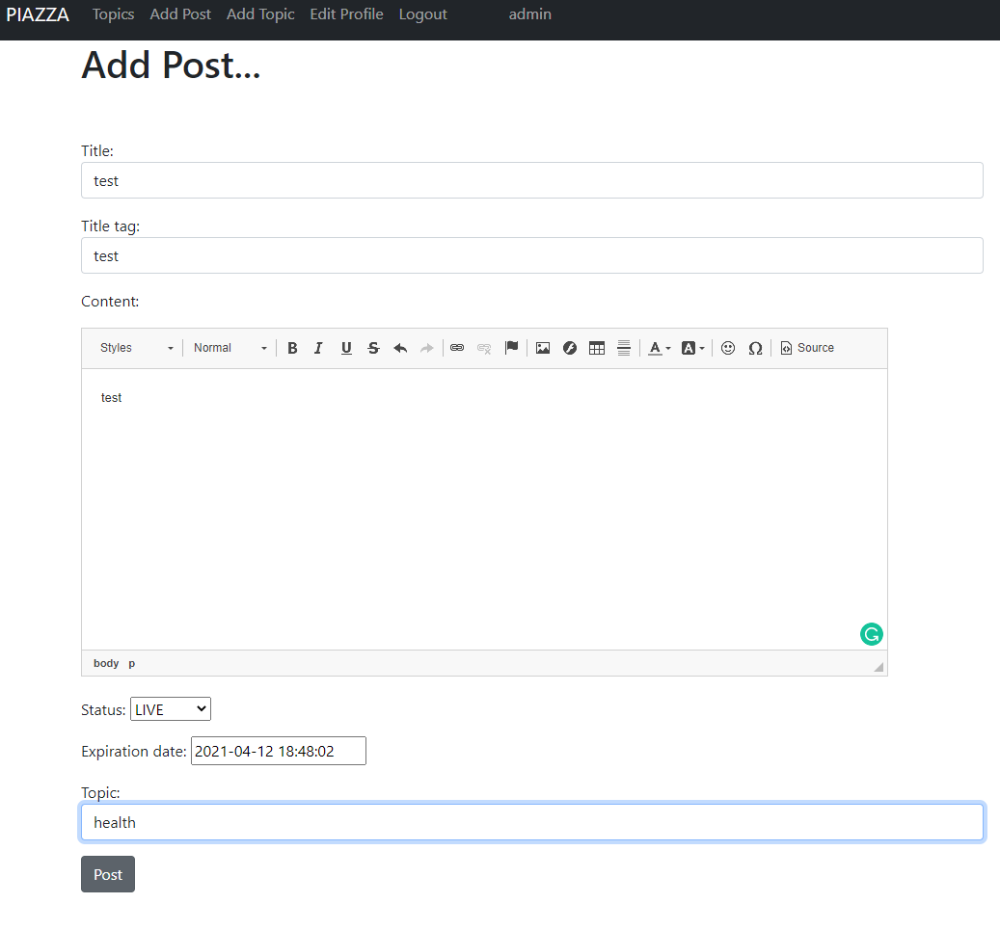 PIAZZA Topics Add Post Add Topic Edit Profile Logout admin
Add Post...
Title:
test
Title tag:
test
Content:
Styles Normal B I U S A A Ω Source
test
body p
Status: LIVE
Expiration date: 2021-04-12 18:48:02
Topic:
health
Post